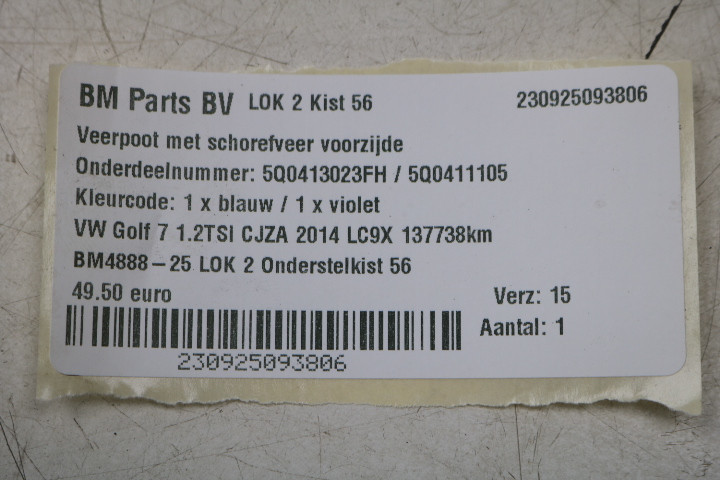 BM Parts BV LOK 2 Kist 56 230925093806
Veerpoot met schorefveer voorzijde
Onderdeelnummer: 5Q0413023FH / 5Q0411105
Kleurcode: 1 x blauw / 1 x violet
VW Golf 7 1.2TSI CJZA 2014 LC9X 137738km
BM4888-25 LOK 2 Onderstelkist 56
49.50 euro Verz: 15
Aantal: 1
230925093806